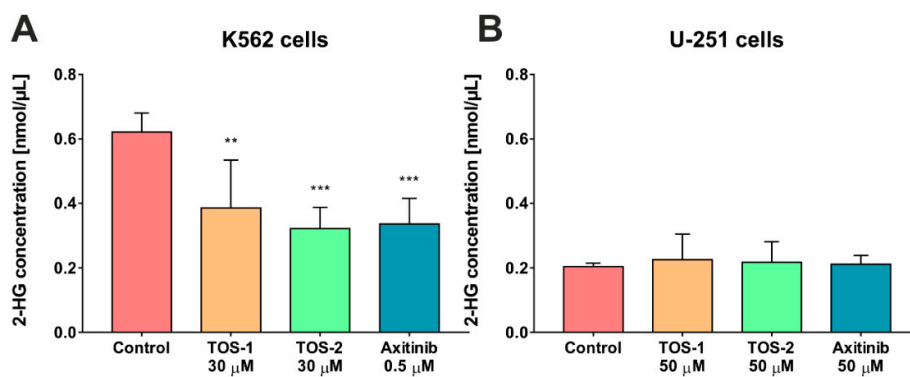 A
K562 cells
2-HG concentration [nmol/µL]
0.8
0.6
0.4
0.2
0.0
**
***
***
Control
TOS-1
30 µM
TOS-2
30 µM
Axitinib
0.5 µM
B
U-251 cells
2-HG concentration [nmol/µL]
0.8
0.6
0.4
0.2
0.0
Control
TOS-1
50 µM
TOS-2
50 µM
Axitinib
50 µM